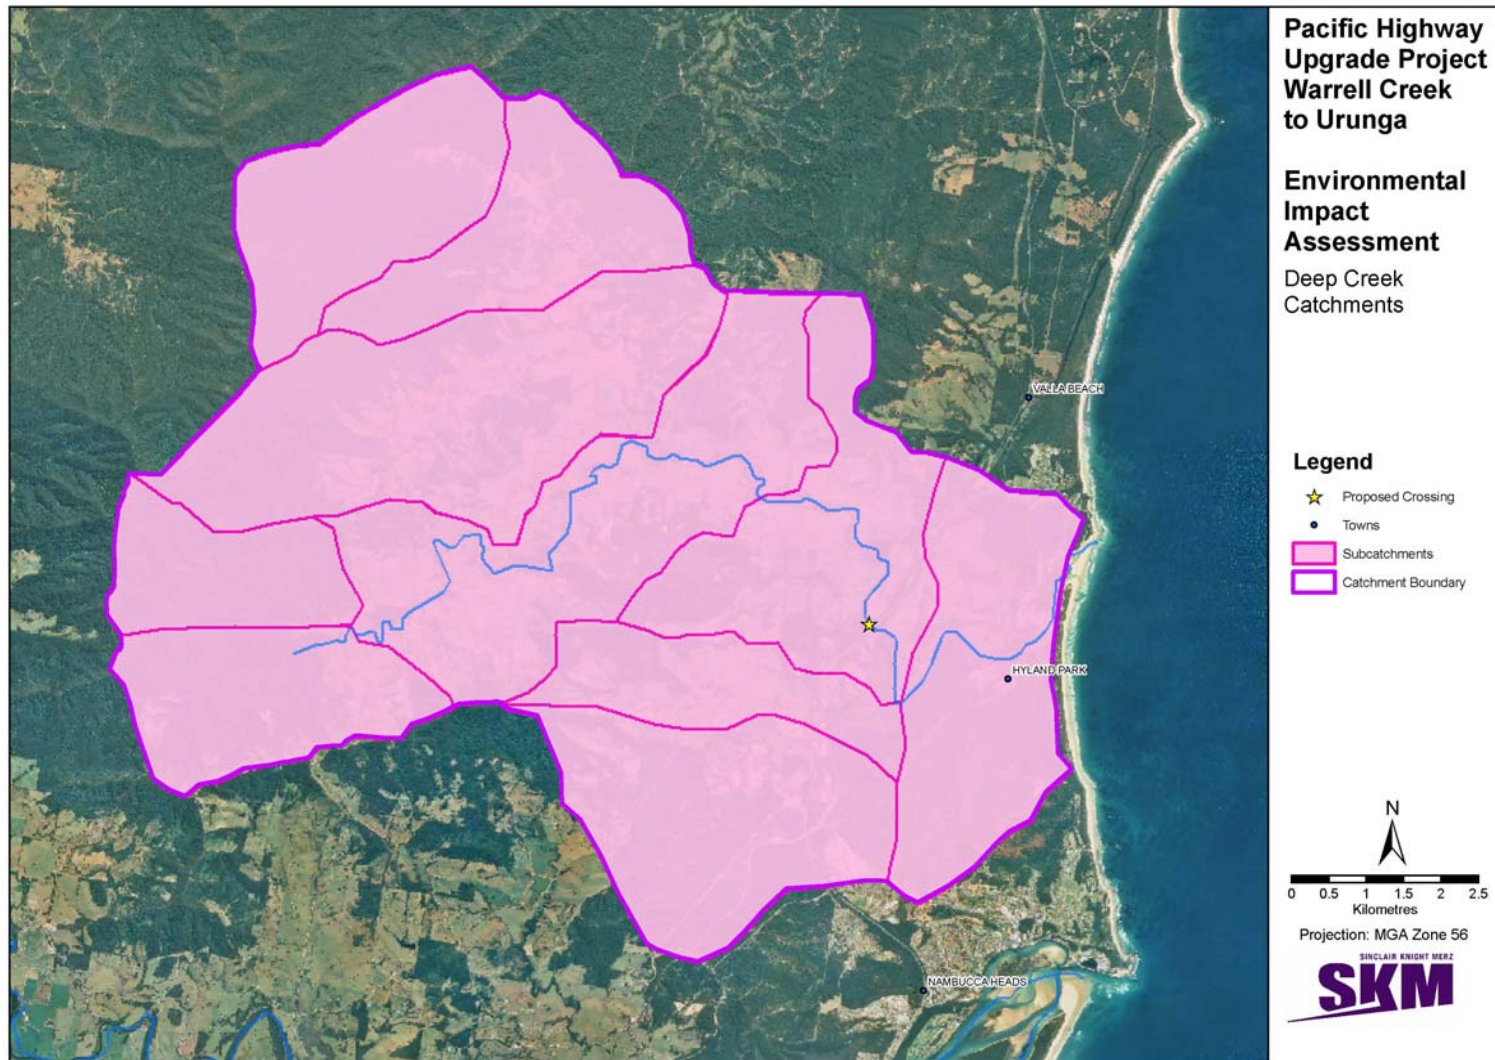 Pacific Highway
Upgrade Project
Warrell Creek
to Urunga
Environmental
Impact
Assessment
Deep Creek
Catchments
VALLA BEACH
HYLAND PARK
NAMBUCCA HEADS
Legend
Proposed Crossing
Towns
Subcatchments
Catchment Boundary
N
0 0.5 1 1.5 2 2.5
Kilometres
Projection: MGA Zone 56
SINCLAIR KNIGHT MERZ
SKM